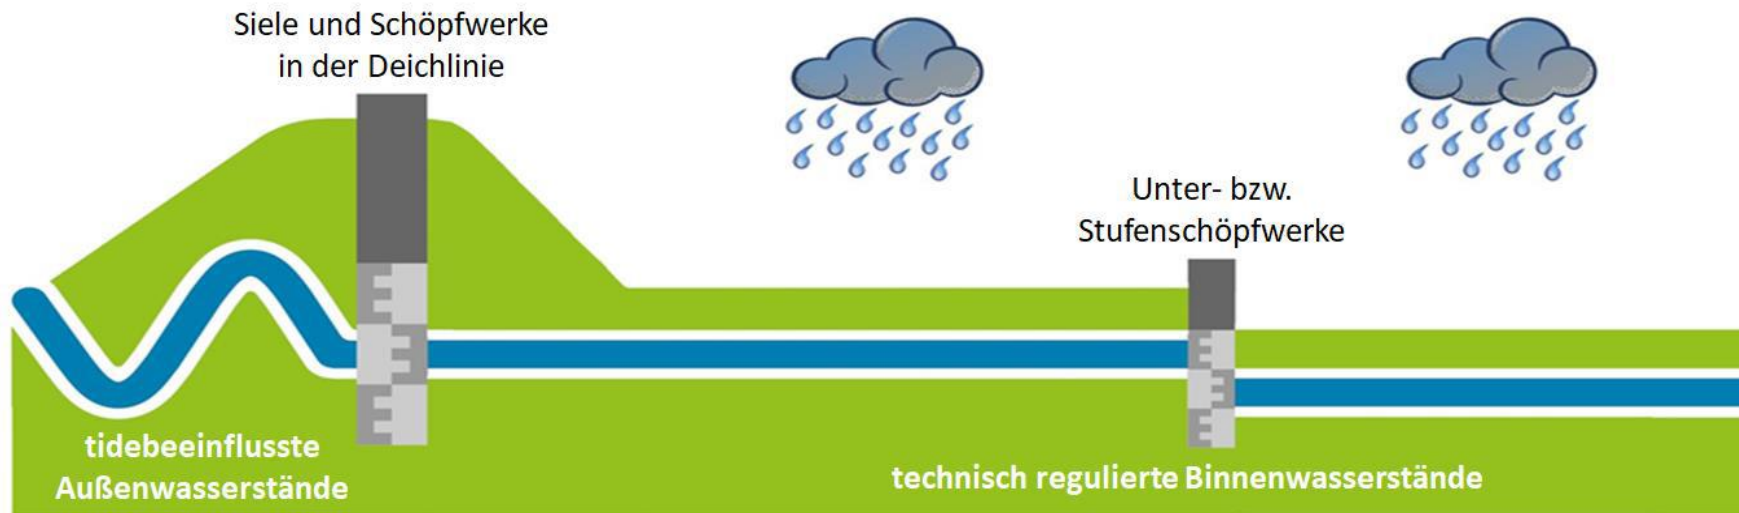 Siele und Schöpfwerke
in der Deichlinie
Unter- bzw.
Stufenschöpfwerke
tidebeeinflusste
Außenwasserstände
technisch regulierte Binnenwasserstände